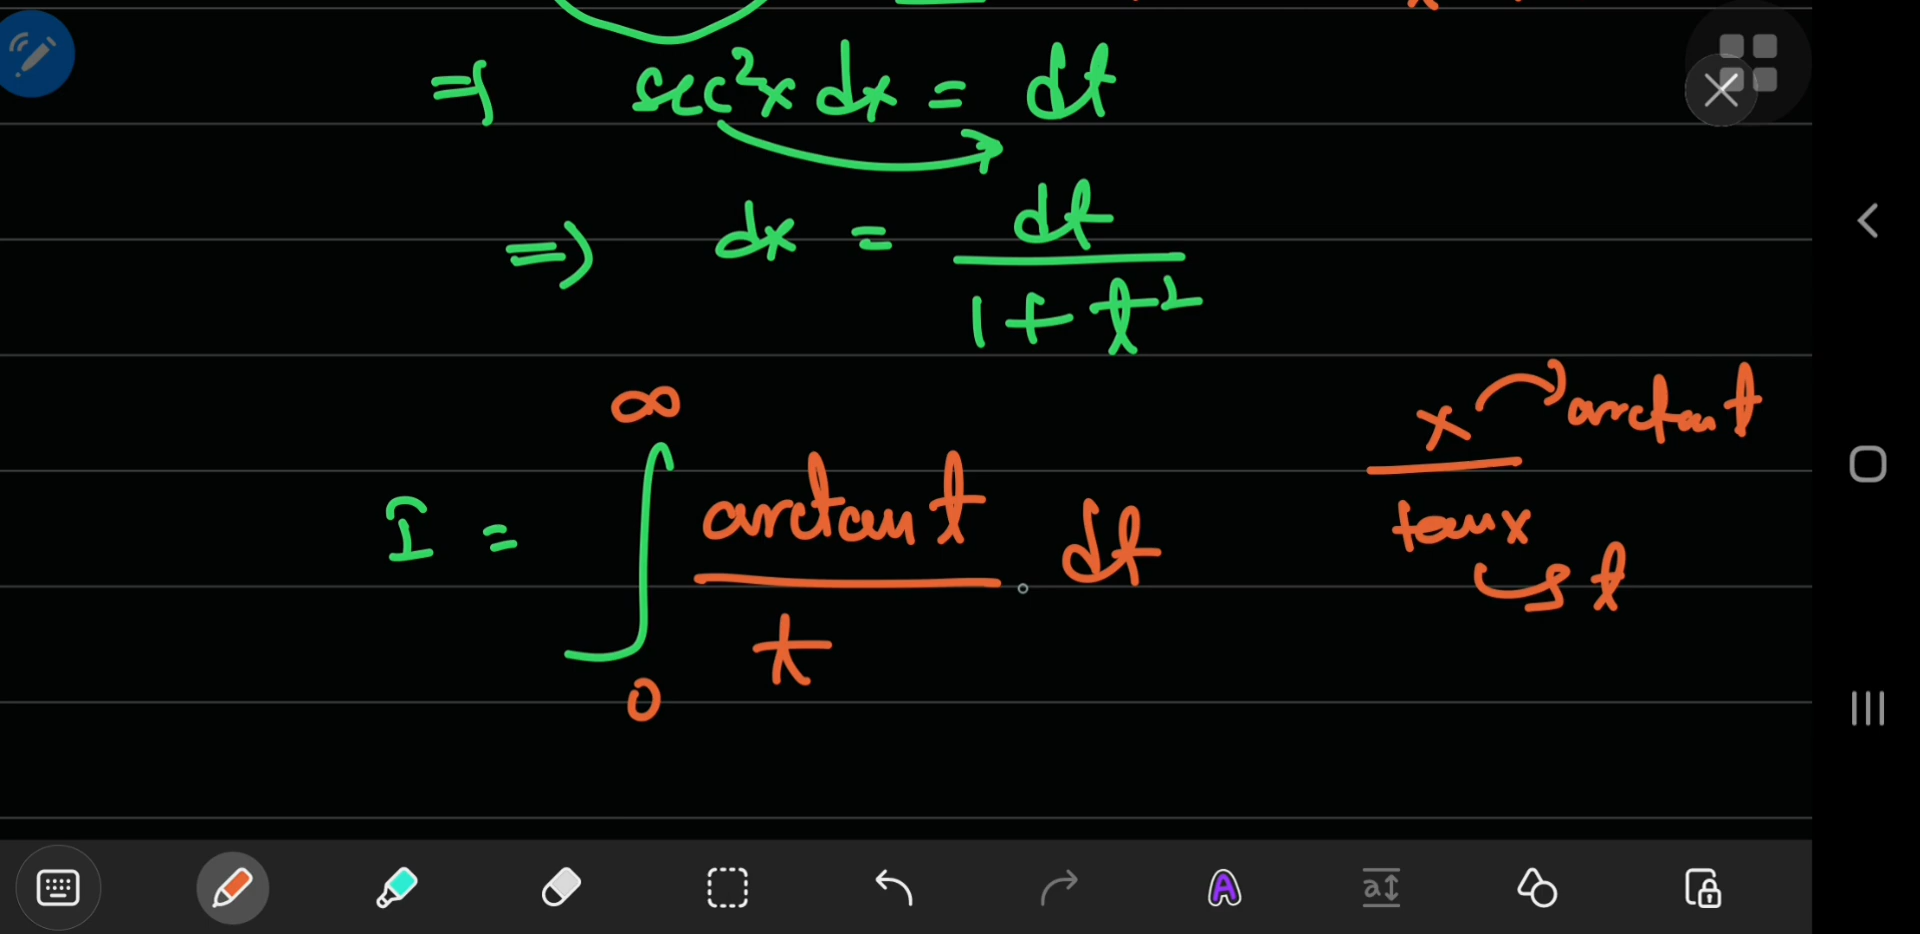 ⇒ sec²x dx = dt
⇒ dx = dt / 1+t²
I = ∫₀^∞ arctan t / t . dt
x → arctan t
tan x → t